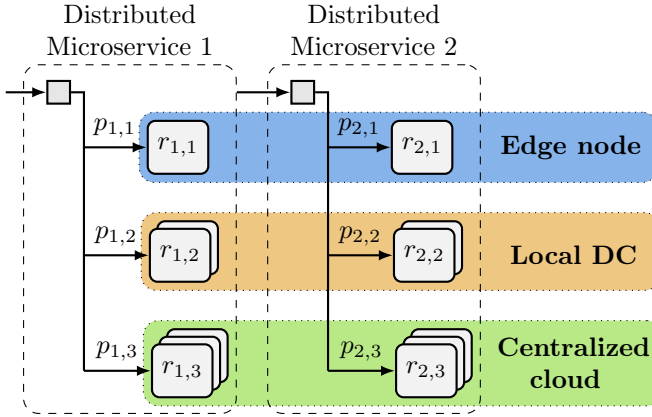 Distributed
Microservice 1
Distributed
Microservice 2
p1,1
r1,1
p2,1
r2,1
Edge node
p1,2
r1,2
p2,2
r2,2
Local DC
p1,3
r1,3
p2,3
r2,3
Centralized
cloud